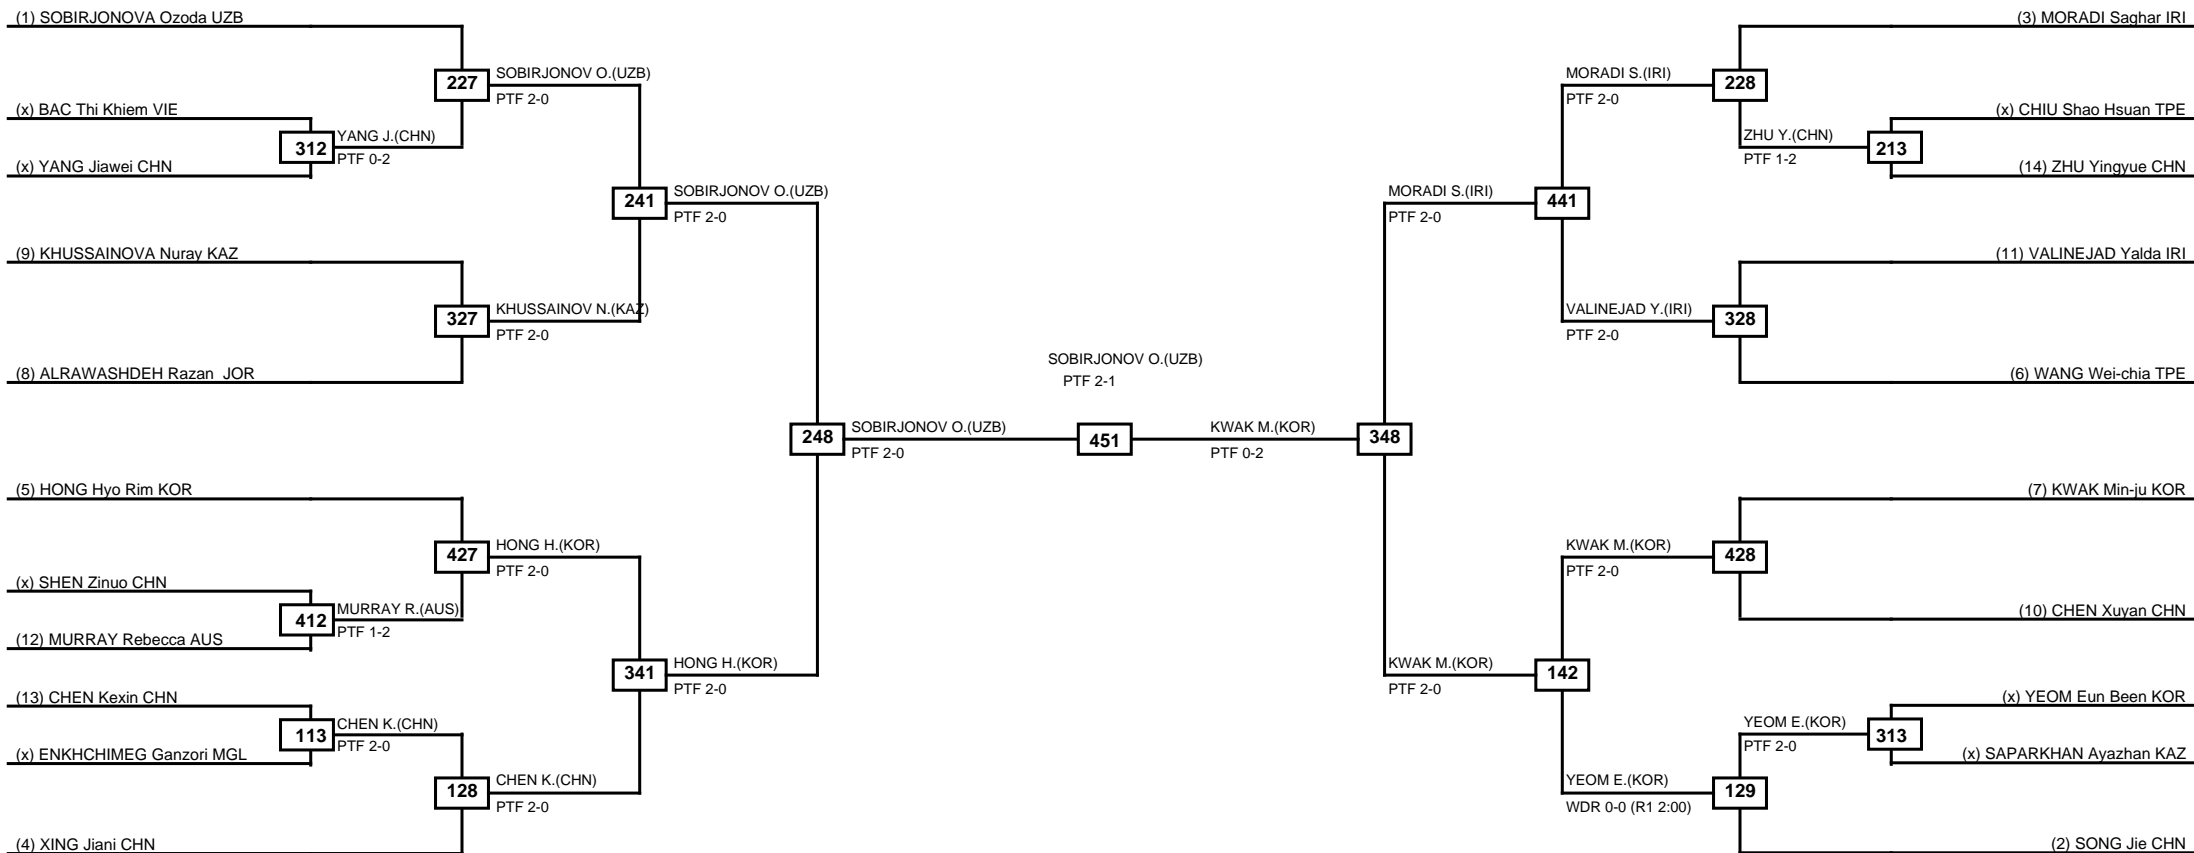 (1) SOBIRJONOVA Ozoda UZB
227
SOBIRJONOV O.(UZB)
PTF 2-0
(x) BAC Thi Khiem VIE
312
YANG J.(CHN)
PTF 0-2
(x) YANG Jiawei CHN
241
SOBIRJONOV O.(UZB)
PTF 2-0
(9) KHUSSAINOVA Nuray KAZ
327
KHUSSAINOV N.(KAZ)
PTF 2-0
(8) ALRAWASHDEH Razan JOR
248
SOBIRJONOV O.(UZB)
PTF 2-0
(5) HONG Hyo Rim KOR
427
HONG H.(KOR)
PTF 2-0
(x) SHEN Zinuo CHN
412
MURRAY R.(AUS)
PTF 1-2
(12) MURRAY Rebecca AUS
341
HONG H.(KOR)
PTF 2-0
(13) CHEN Kexin CHN
113
CHEN K.(CHN)
PTF 2-0
(x) ENKHCHIMEG Ganzori MGL
128
CHEN K.(CHN)
PTF 2-0
(4) XING Jiani CHN
SOBIRJONOV O.(UZB)
PTF 2-1
451
KWAK M.(KOR)
PTF 0-2
348
(3) MORADI Saghar IRI
MORADI S.(IRI)
PTF 2-0
228
(x) CHIU Shao Hsuan TPE
ZHU Y.(CHN)
PTF 1-2
213
(14) ZHU Yingyue CHN
MORADI S.(IRI)
PTF 2-0
441
(11) VALINEJAD Yalda IRI
VALINEJAD Y.(IRI)
PTF 2-0
328
(6) WANG Wei-chia TPE
(7) KWAK Min-ju KOR
KWAK M.(KOR)
PTF 2-0
428
(10) CHEN Xuyan CHN
KWAK M.(KOR)
PTF 2-0
142
(x) YEOM Eun Been KOR
YEOM E.(KOR)
PTF 2-0
313
(x) SAPARKHAN Ayazhan KAZ
YEOM E.(KOR)
WDR 0-0 (R1 2:00)
129
(2) SONG Jie CHN